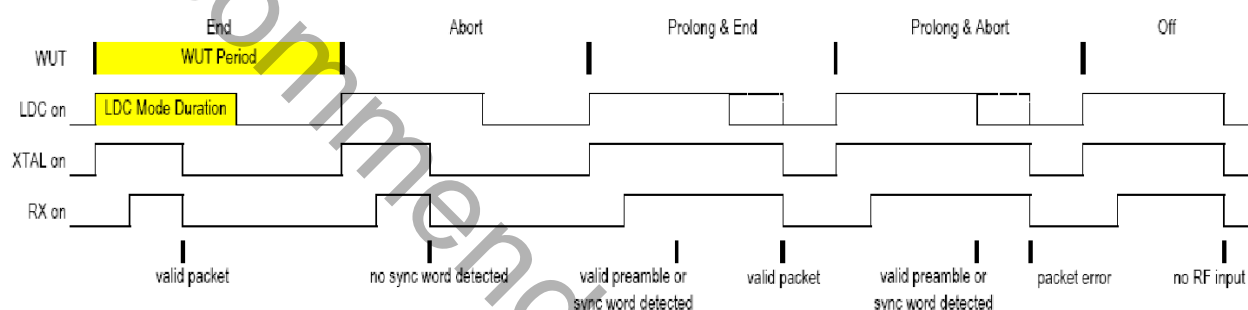 End Abort Prolong & End Prolong & Abort Off
WUT WUT Period
LDC on LDC Mode Duration
XTAL on
RX on
valid packet no sync word detected valid preamble or valid packet valid preamble or packet error no RF input
sync word detected sync word detected
ommend